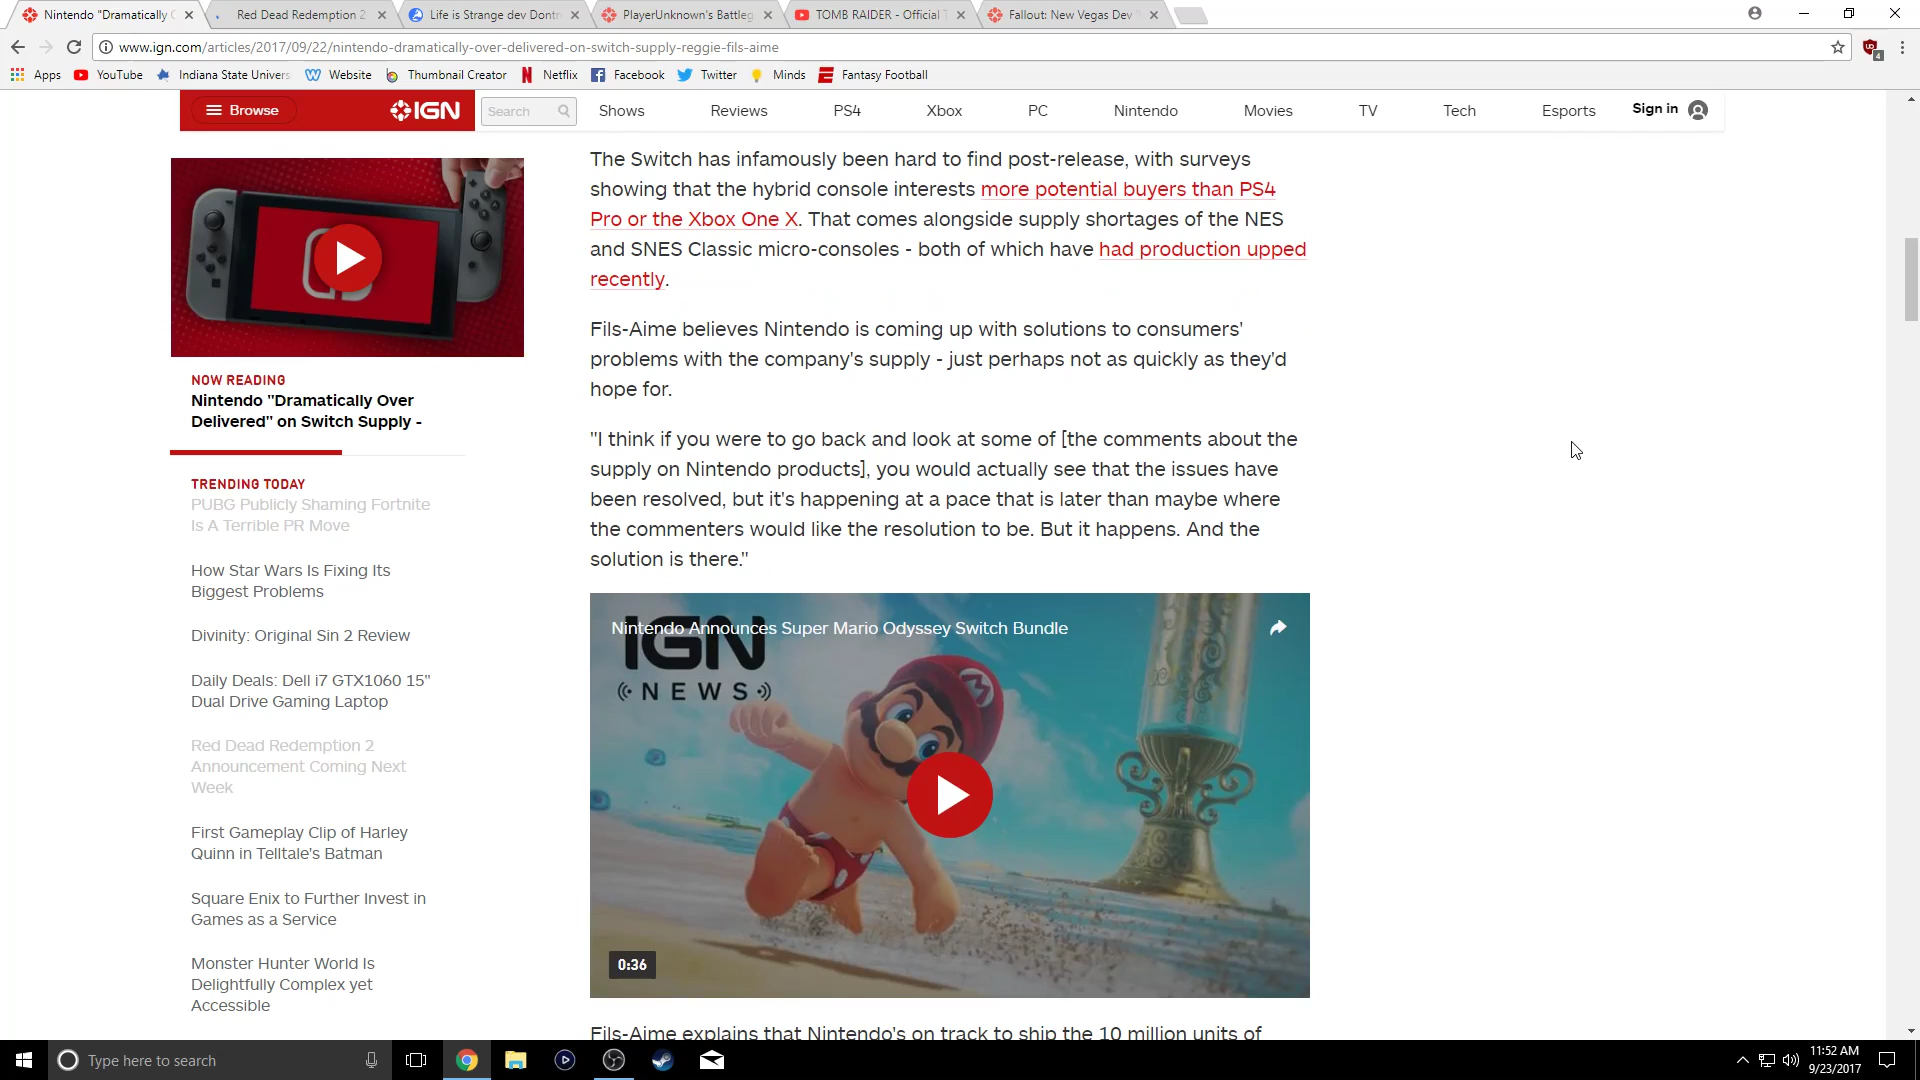 Nintendo "Dramatically O
Red Dead Redemption 2
Life is Strange dev Dontn
PlayerUnknown's Battleg
TOMB RAIDER - Official T
Fallout: New Vegas Dev
www.ign.com/articles/2017/09/22/nintendo-dramatically-over-delivered-on-switch-supply-reggie-fils-aime
4
Apps
YouTube
Indiana State Univers
Website
Thumbnail Creator
Netflix
Facebook
Twitter
Minds
Fantasy Football
Browse
IGN
Search
Shows
Reviews
PS4
Xbox
PC
Nintendo
Movies
TV
Tech
Esports
Sign in
NOW READING
Nintendo "Dramatically Over
Delivered" on Switch Supply -
TRENDING TODAY
PUBG Publicly Shaming Fortnite
Is A Terrible PR Move
How Star Wars Is Fixing Its
Biggest Problems
Divinity: Original Sin 2 Review
Daily Deals: Dell i7 GTX1060 15"
Dual Drive Gaming Laptop
Red Dead Redemption 2
Announcement Coming Next
Week
First Gameplay Clip of Harley
Quinn in Telltale's Batman
Square Enix to Further Invest in
Games as a Service
Monster Hunter World Is
Delightfully Complex yet
Accessible
The Switch has infamously been hard to find post-release, with surveys
showing that the hybrid console interests more potential buyers than PS4
Pro or the Xbox One X. That comes alongside supply shortages of the NES
and SNES Classic micro-consoles - both of which have had production upped
recently.
Fils-Aime believes Nintendo is coming up with solutions to consumers'
problems with the company's supply - just perhaps not as quickly as they'd
hope for.
"I think if you were to go back and look at some of [the comments about the
supply on Nintendo products], you would actually see that the issues have
been resolved, but it's happening at a pace that is later than maybe where
the commenters would like the resolution to be. But it happens. And the
solution is there."
Nintendo Announces Super Mario Odyssey Switch Bundle
IGN
NEWS
M
0:36
Fils-Aime explains that Nintendo's on track to ship the 10 million units of
Type here to search
11:52 AM
9/23/2017